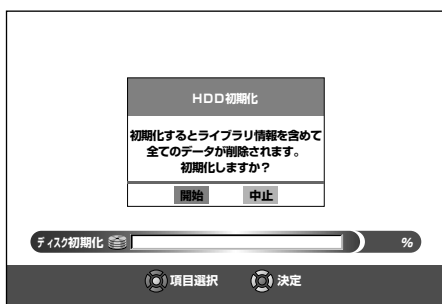 HDD初期化
初期化するとライブラリ情報を含めて
全てのデータが削除されます。
初期化しますか？
開始 中止
ディスク初期化 %
項目選択 決定